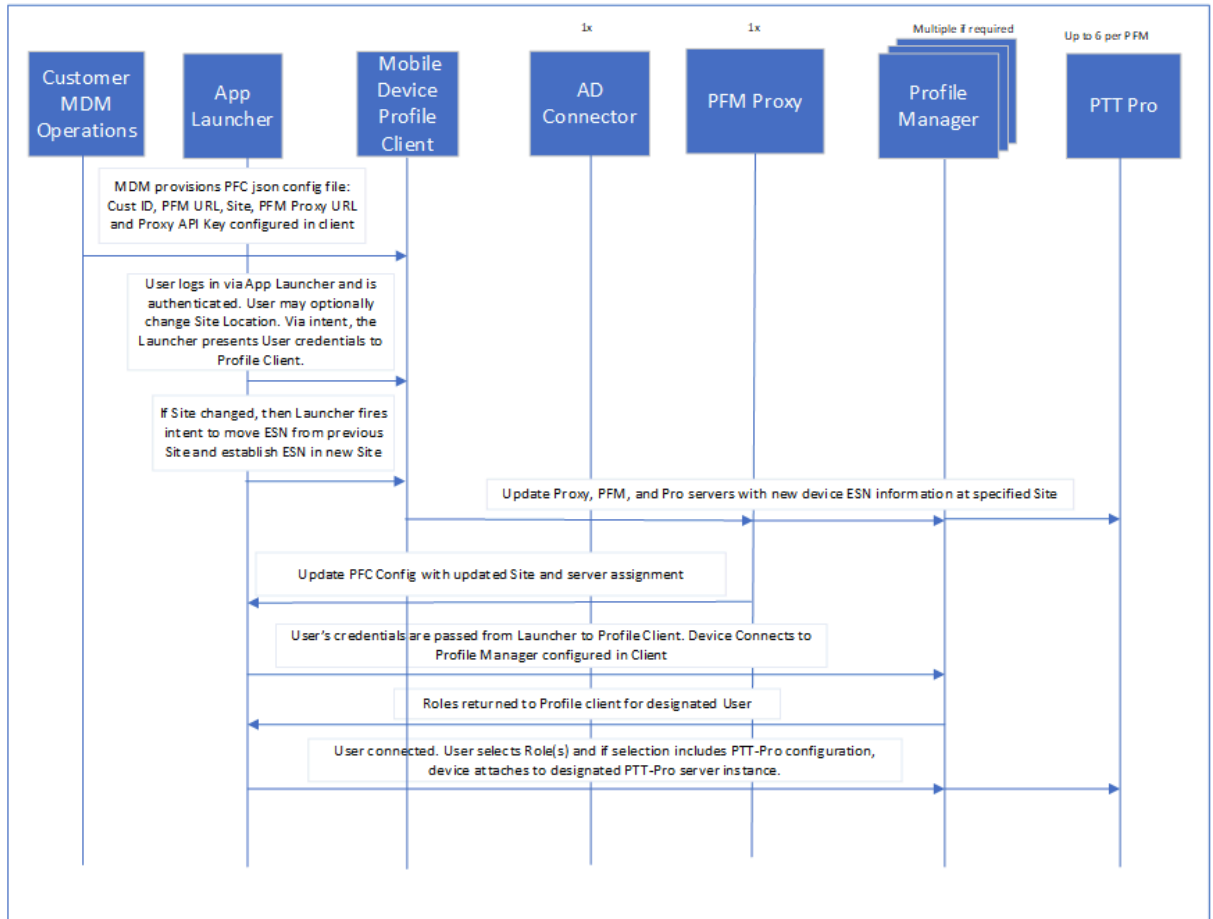 1x
1x
Multiple if required
Up to 6 per PFM
Customer
MDM
Operations
App
Launcher
Mobile
Device
Profile
Client
AD
Connector
PFM Proxy
Profile
Manager
PTT Pro
MDM provisions PFC json config file:
Cust ID, PFM URL, Site, PFM Proxy URL
and Proxy API Key configured in client
User logs in via App Launcher and is
authenticated. User may optionally
change Site Location. Via intent, the
Launcher presents User credentials to
Profile Client.
If Site changed, then Launcher fires
intent to move ESN from previous
Site and establish ESN in new Site
Update Proxy, PFM, and Pro servers with new device ESN information at specified Site
Update PFC Config with updated Site and server assignment
User's credentials are passed from Launcher to Profile Client. Device Connects to
Profile Manager configured in Client
Roles returned to Profile client for designated User
User connected. User selects Role(s) and if selection includes PTT-Pro configuration,
device attaches to designated PTT-Pro server instance.